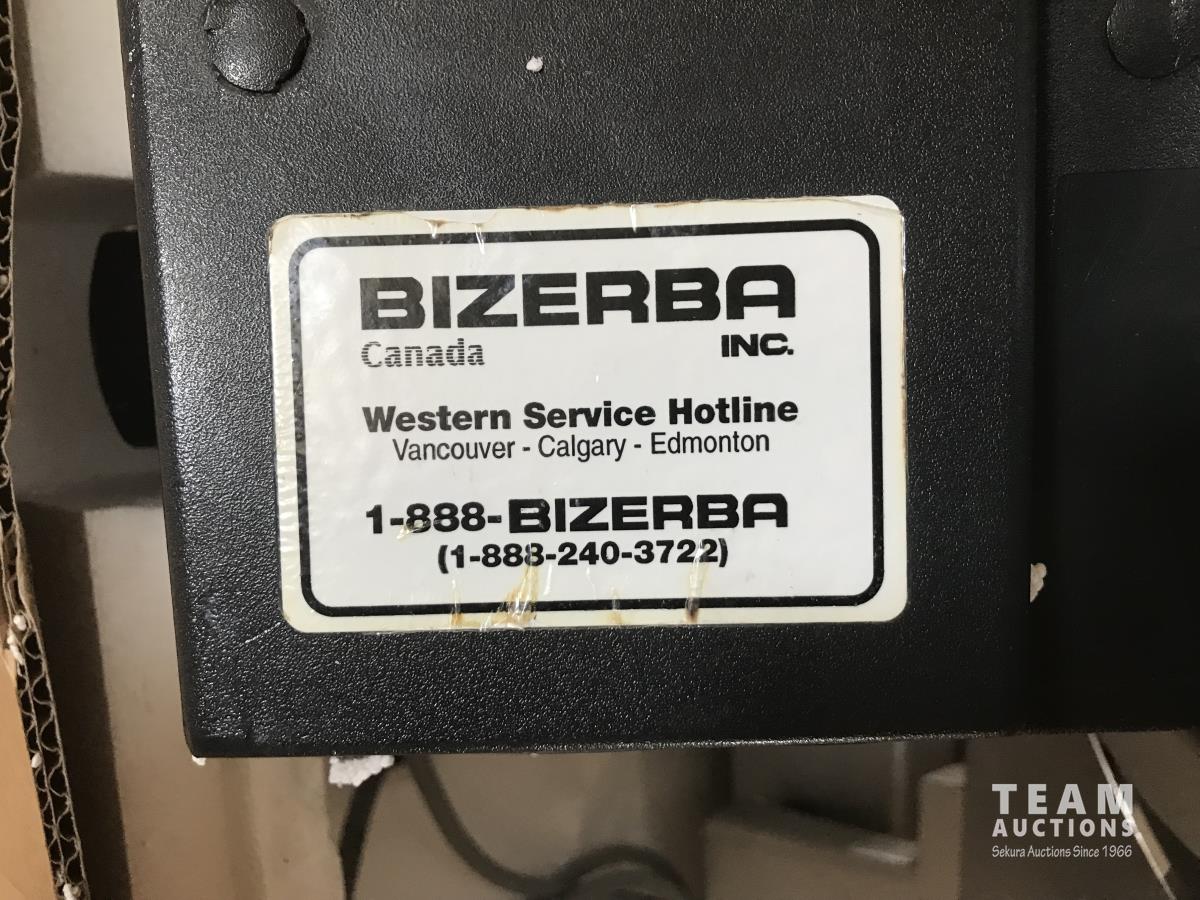 BIZERBA
Canada INC.
Western Service Hotline
Vancouver - Calgary - Edmonton
1-888-BIZERBA
(1-888-240-3722)
TEAM
AUCTIONS
Sekura Auctions Since 1966